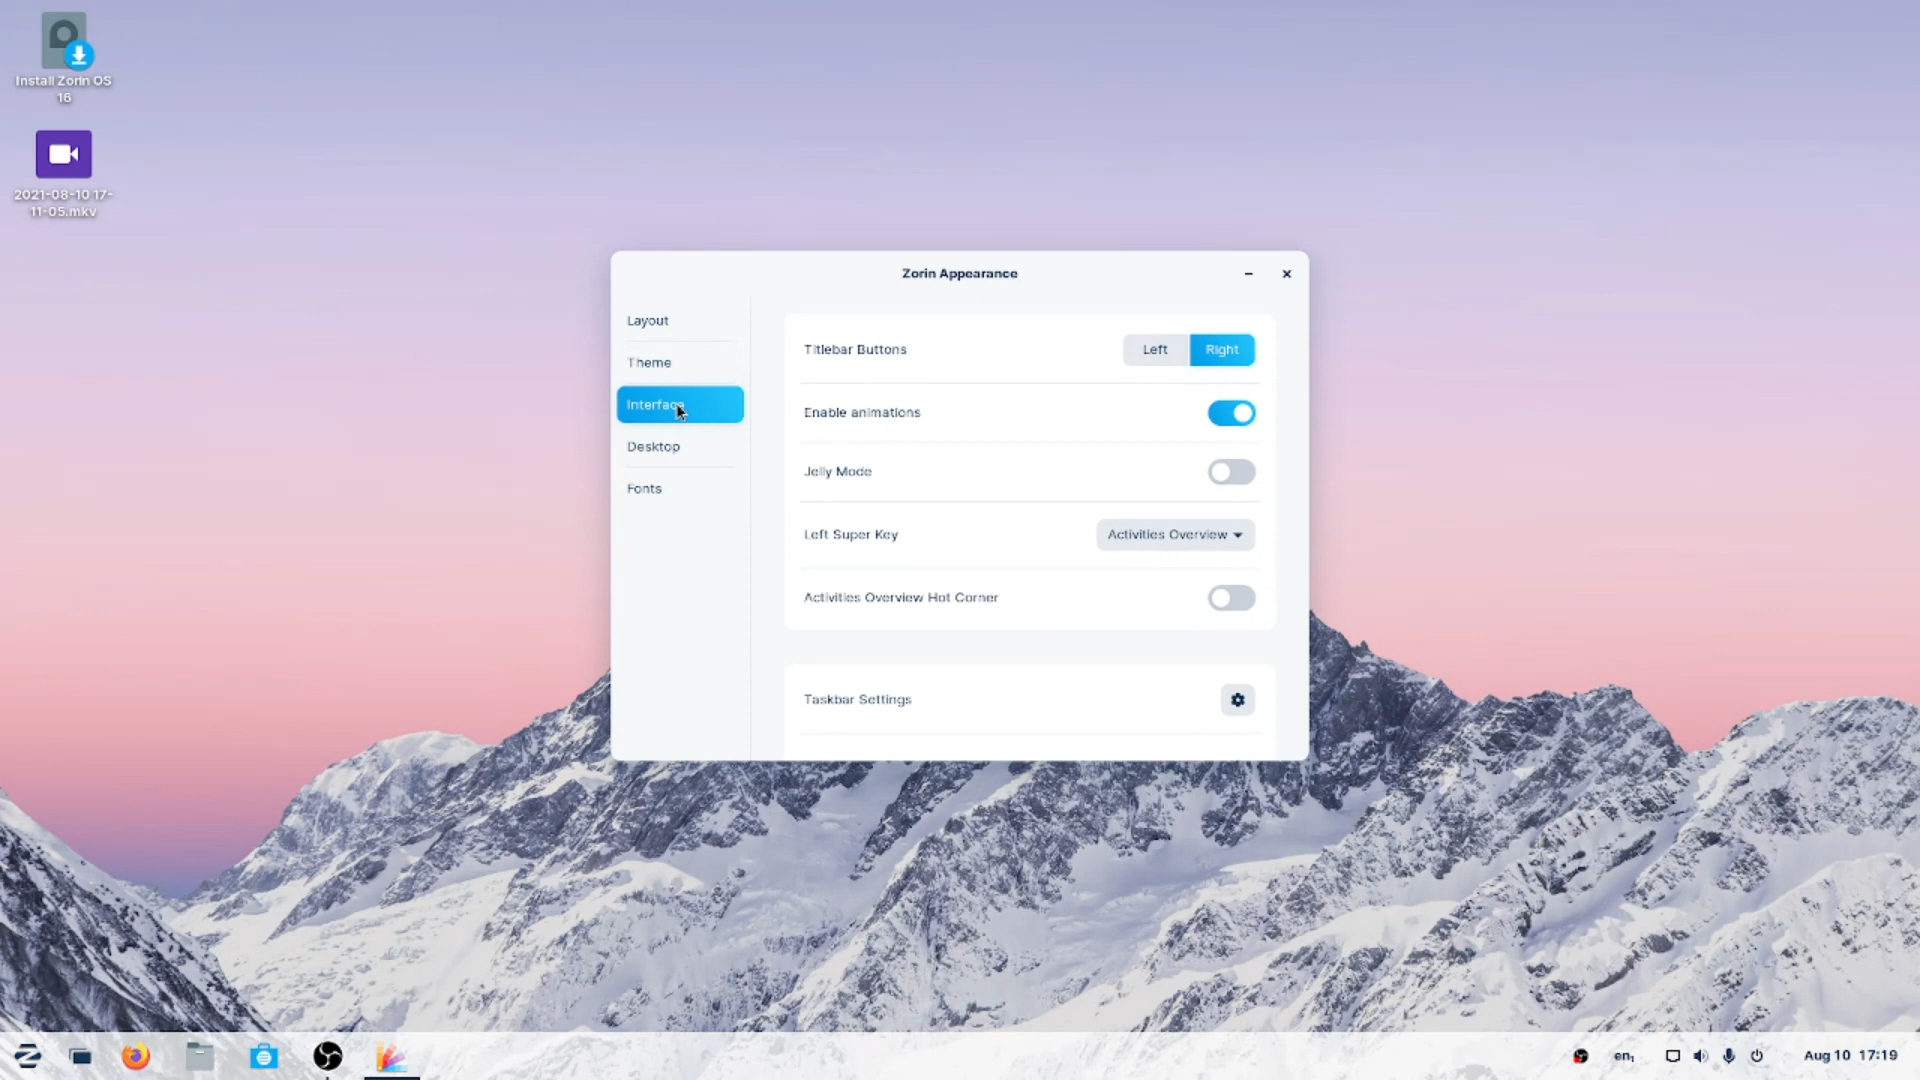 Install Zorin OS
16
2021-08-10 17-
11-05.mkv
Zorin Appearance
Layout
Theme
Interface
Desktop
Fonts
Titlebar Buttons
Left
Right
Enable animations
Jelly Mode
Left Super Key
Activities Overview
Activities Overview Hot Corner
Taskbar Settings
en₁
Aug 10 17:19